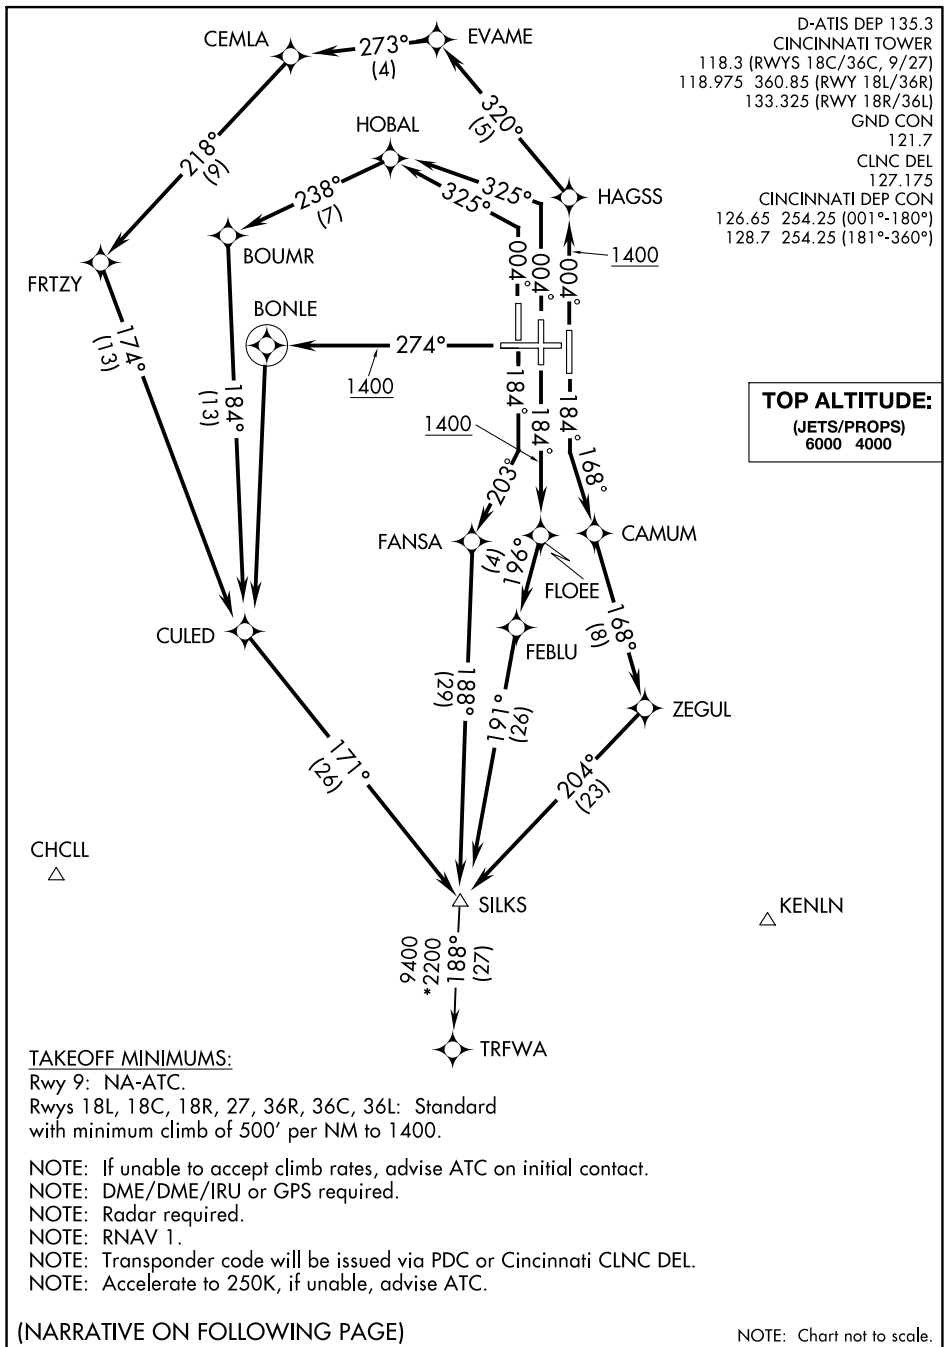 D-ATIS DEP 135.3
CINCINNATI TOWER
118.3 (RWYS 18C/36C, 9/27)
118.975 360.85 (RWY 18L/36R)
133.325 (RWY 18R/36L)
GND CON
121.7
CLNC DEL
127.175
CINCINNATI DEP CON
126.65 254.25 (001°-180°)
128.7 254.25 (181°-360°)
CEMLA
273°
(4)
EVAME
320°
(5)
218°
(9)
HOBAL
325°
325°
HAGSS
238°
(7)
BOUMR
FRTZY
004°
004°
004°
1400
BONLE
274°
1400
174°
(13)
184°
(13)
184°
184°
184°
1400
203°
168°
TOP ALTITUDE:
(JETS/PROPS)
6000 4000
FANSA
(4)
196°
FLOEE
CAMUM
CULED
FEBLU
168°
(8)
188°
(29)
191°
(26)
ZEGUL
171°
(26)
204°
(23)
CHCLL
SILKS
KENLN
9400
*2200
188°
(27)
TRFWA
TAKEOFF MINIMUMS:
Rwy 9: NA-ATC.
Rwys 18L, 18C, 18R, 27, 36R, 36C, 36L: Standard
with minimum climb of 500' per NM to 1400.
NOTE: If unable to accept climb rates, advise ATC on initial contact.
NOTE: DME/DME/IRU or GPS required.
NOTE: Radar required.
NOTE: RNAV 1.
NOTE: Transponder code will be issued via PDC or Cincinnati CLNC DEL.
NOTE: Accelerate to 250K, if unable, advise ATC.
(NARRATIVE ON FOLLOWING PAGE)
NOTE: Chart not to scale.